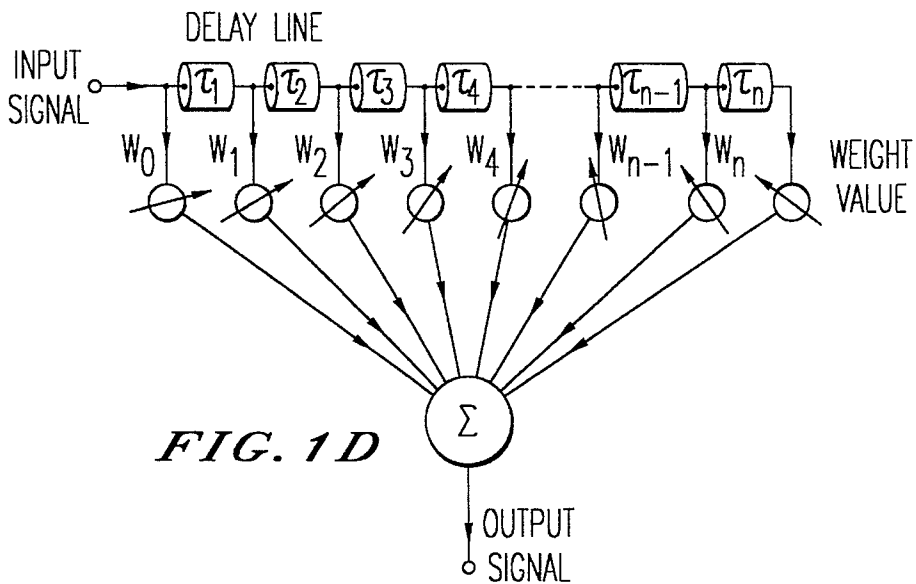 DELAY LINE
INPUT
SIGNAL
τ1 τ2 τ3 τ4 τn-1 τn
W0 W1 W2 W3 W4 Wn-1 Wn
WEIGHT
VALUE
Σ
FIG. 1D
OUTPUT
SIGNAL